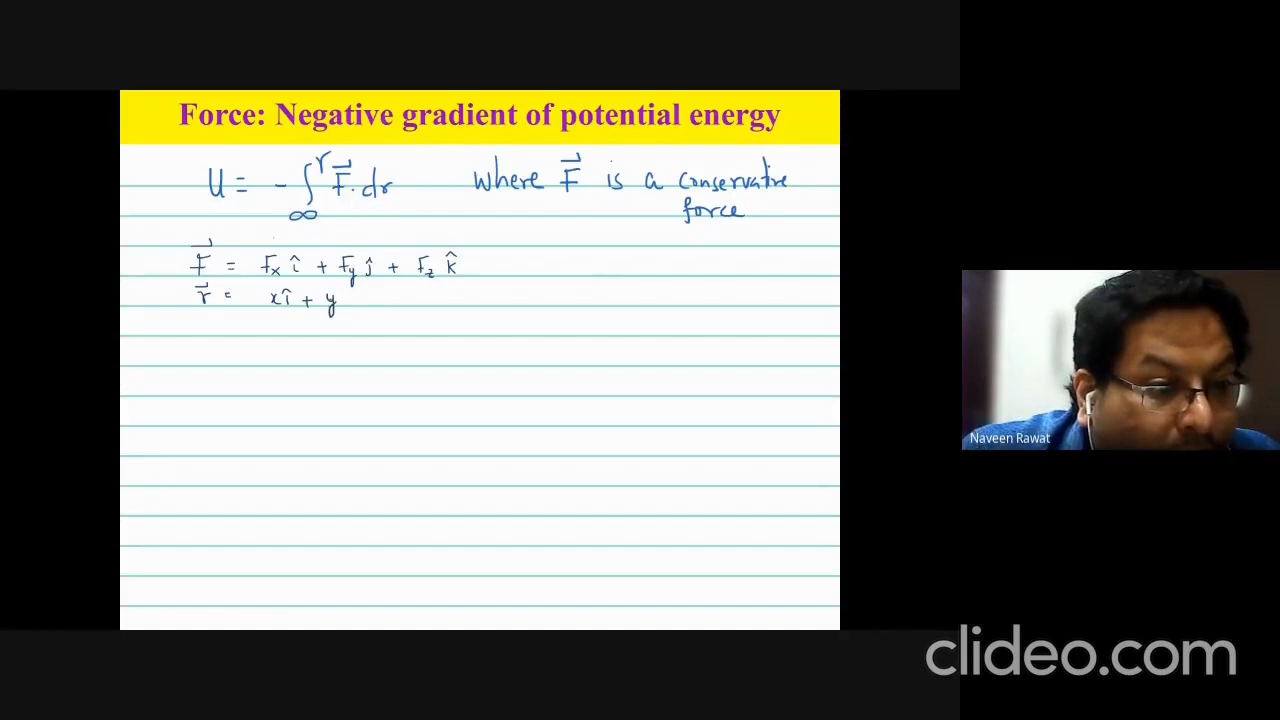 Force: Negative gradient of potential energy
U = - ∫_∞^r F⃗. dr where F⃗ is a conservative
force
F⃗ = Fx î + Fy ĵ + Fz k̂
r⃗ = xî + y
Naveen Rawat
clideo.com